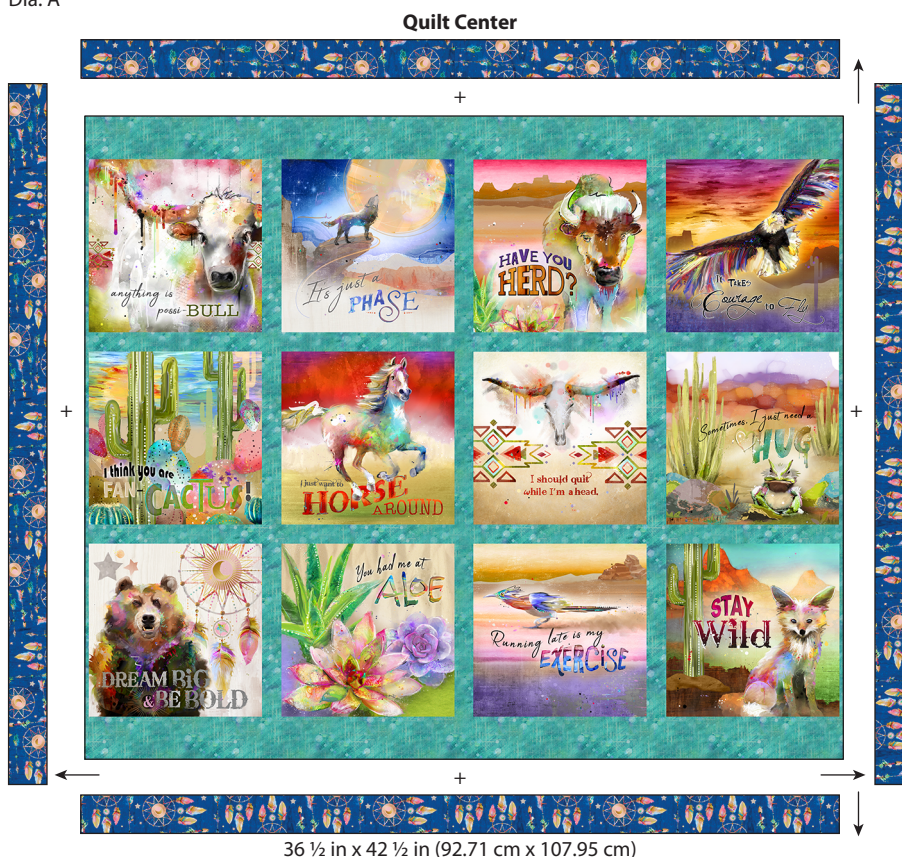 Dia. A
Quilt Center
+
anything is
possi-BULL
It's just a
PHASE
HAVE YOU
HERD?
It TAKES
Courage to Fly
+
I think you are
FAN-CACTUS!
I just want to
HORSE
AROUND
I should quit
while I'm ahead.
Sometimes, I just need a
HUG
+
DREAM BIG
& BE BOLD
You had me at
ALOE
Running late is my
EXERCISE
STAY
Wild
+
36 ½ in x 42 ½ in (92.71 cm x 107.95 cm)